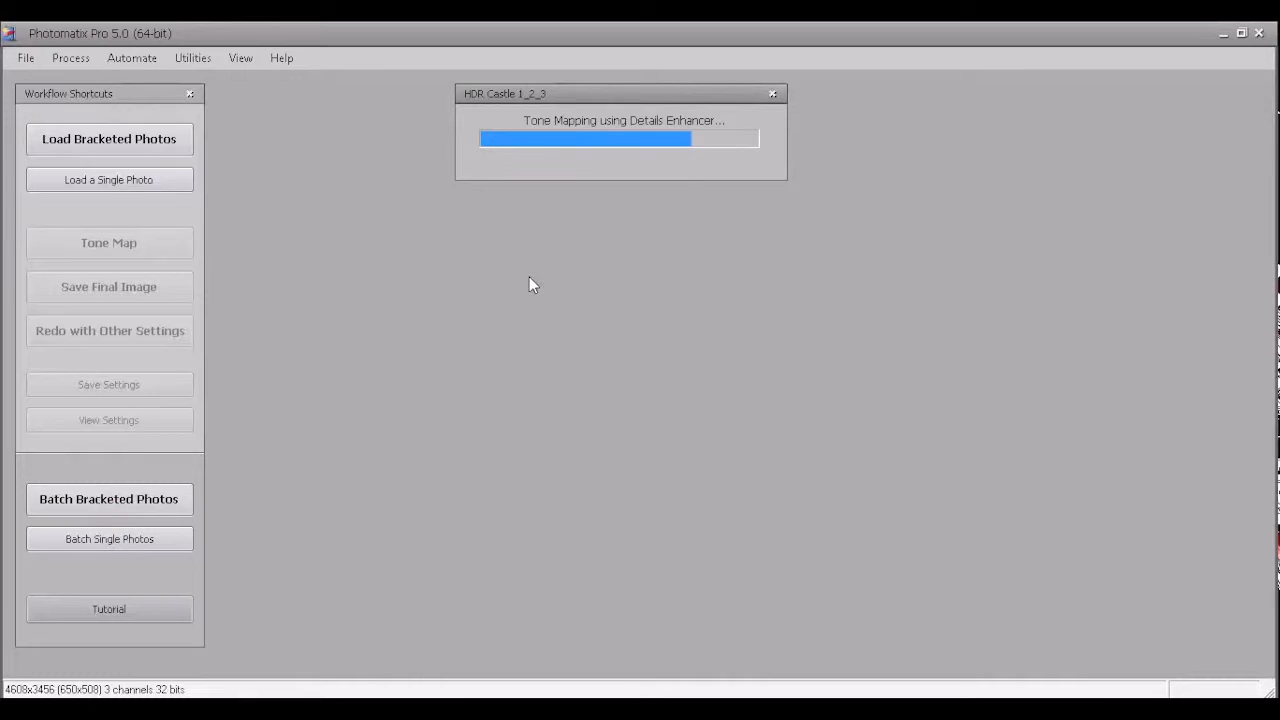 Photomatix Pro 5.0 (64-bit)
File Process Automate Utilities View Help
Workflow Shortcuts
Load Bracketed Photos
Load a Single Photo
Tone Map
Save Final Image
Redo with Other Settings
Save Settings
View Settings
Batch Bracketed Photos
Batch Single Photos
Tutorial
HDR Castle 1_2_3
Tone Mapping using Details Enhancer...
4608x3456 (650x508) 3 channels 32 bits